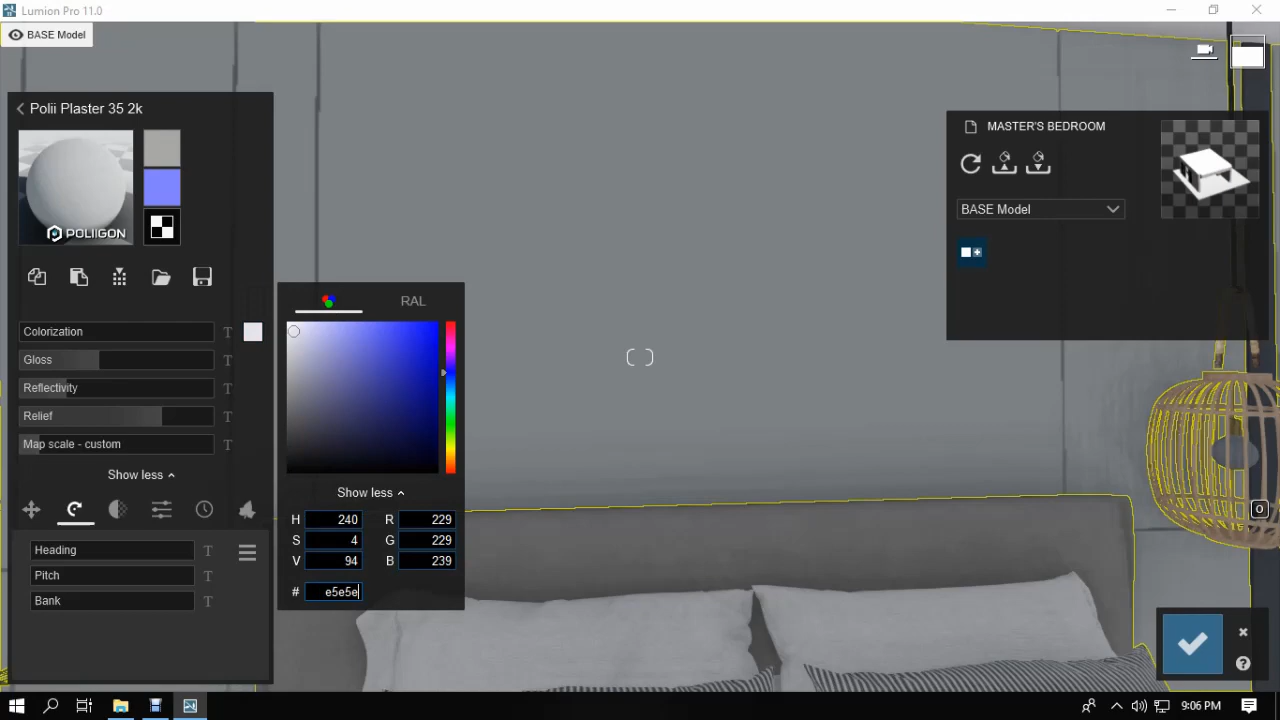 Lumion Pro 11.0
BASE Model
Polii Plaster 35 2k
POLIIGON
Colorization T
Gloss T
Reflectivity T
Relief T
Map scale - custom T
Show less
Heading T
Pitch T
Bank T
RAL
Show less
H 240 R 229
S 4 G 229
V 94 B 239
# e5e5e
MASTER'S BEDROOM
BASE Model
O
?
9:06 PM